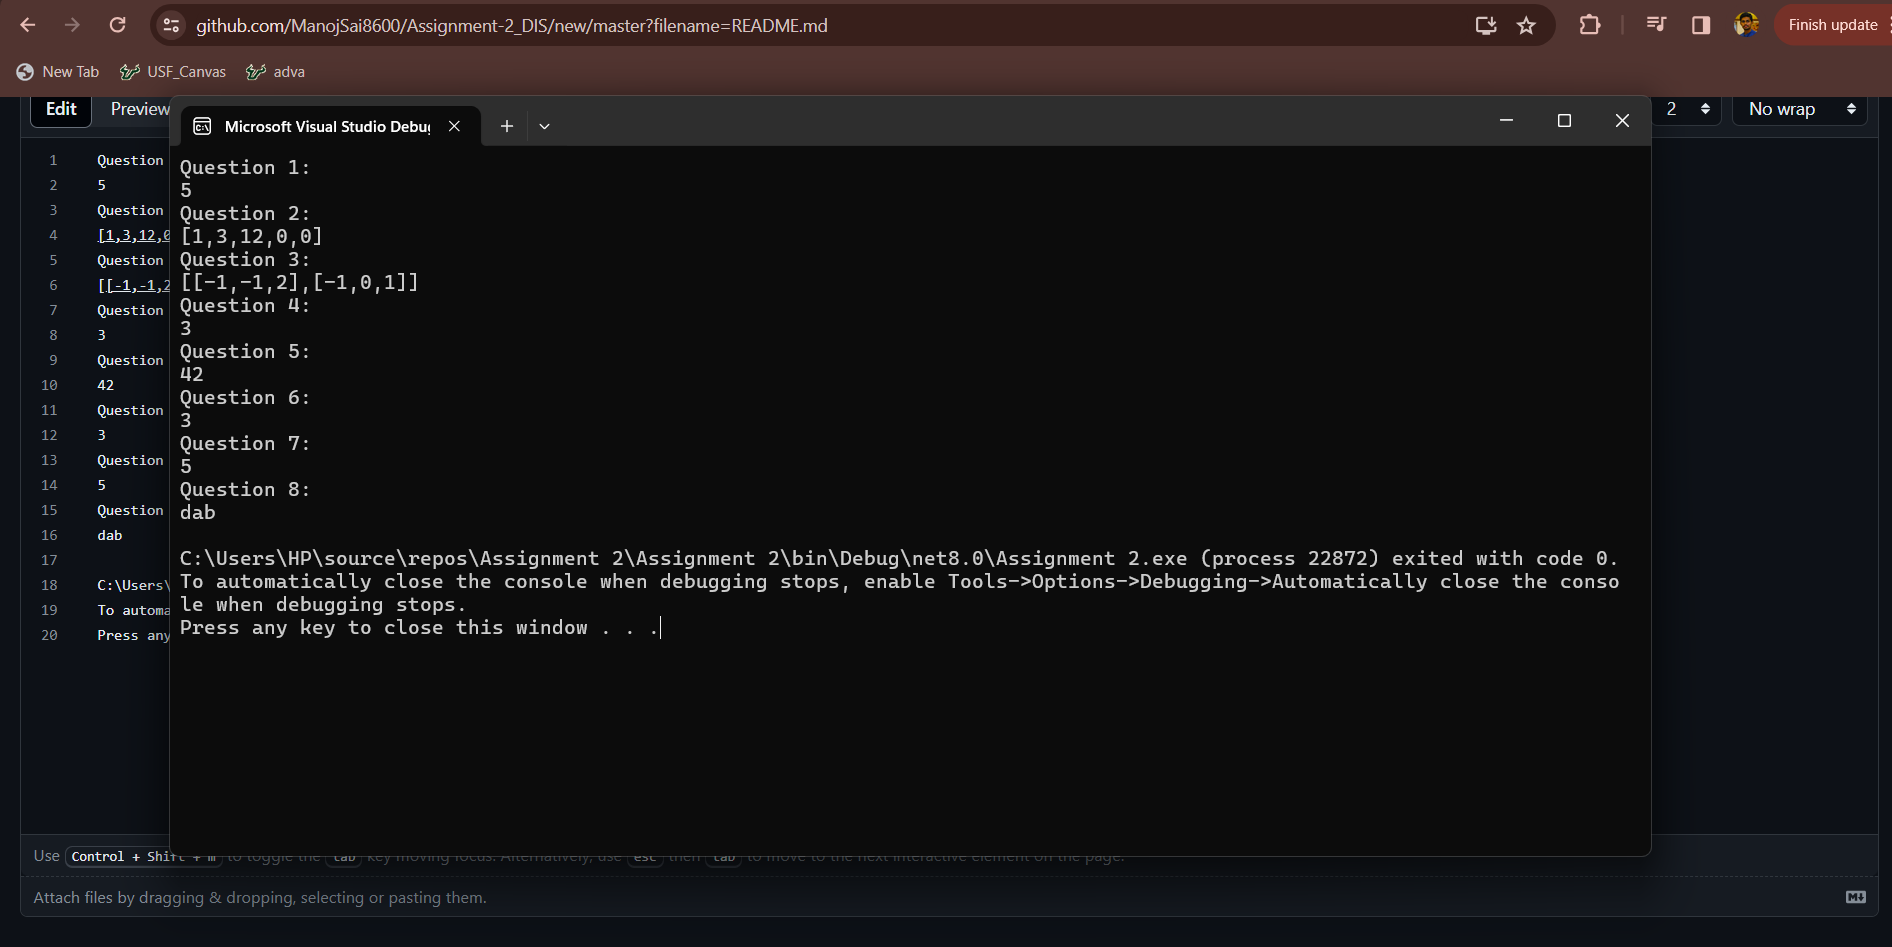 github.com/ManojSai8600/Assignment-2_DIS/new/master?filename=README.md
Finish update
New Tab
USF_Canvas
adva
Edit
Preview
2
No wrap
Microsoft Visual Studio Debu
1 Question
2 5
3 Question
4 [1,3,12,0
5 Question
6 [[-1,-1,2
7 Question
8 3
9 Question
10 42
11 Question
12 3
13 Question
14 5
15 Question
16 dab
17
18 C:\Users\
19 To automa
20 Press any
Question 1:
5
Question 2:
[1,3,12,0,0]
Question 3:
[[-1,-1,2],[-1,0,1]]
Question 4:
3
Question 5:
42
Question 6:
3
Question 7:
5
Question 8:
dab
C:\Users\HP\source\repos\Assignment 2\Assignment 2\bin\Debug\net8.0\Assignment 2.exe (process 22872) exited with code 0.
To automatically close the console when debugging stops, enable Tools->Options->Debugging->Automatically close the conso
le when debugging stops.
Press any key to close this window . . .
Use Control + Shift + m to toggle the tab key moving focus. Alternatively, use esc then tab to move to the next interactive element on the page.
Attach files by dragging & dropping, selecting or pasting them.